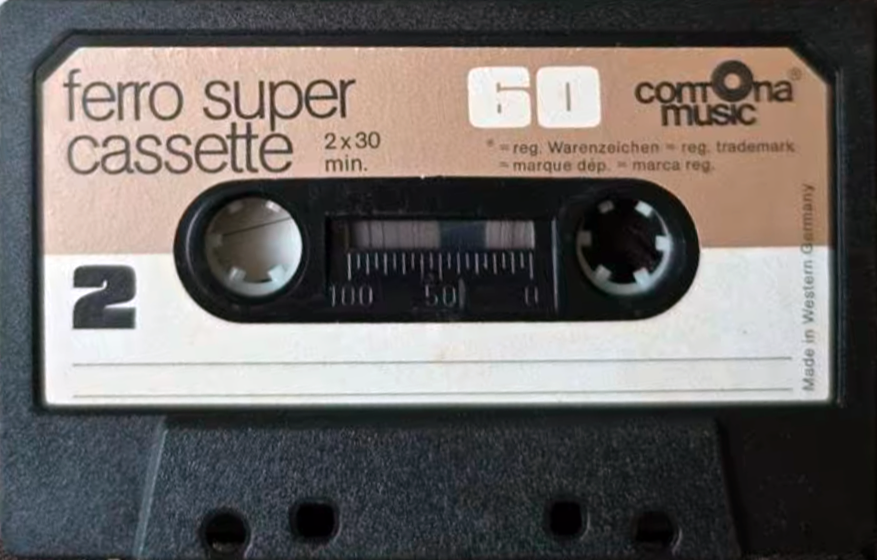 ferro super
cassette
2 x 30
min.
60
contona®
music
® = reg. Warenzeichen = reg. trademark
= marque dép. = marca reg.
2
100 50 0
Made in Western Germany